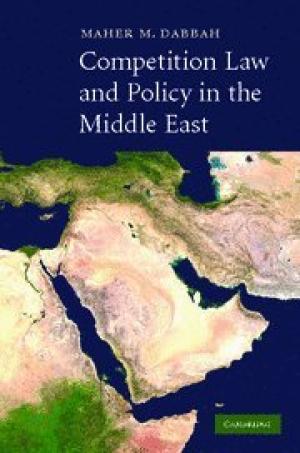 MAHER M. DABBAH
Competition Law
and Policy in the
Middle East
CAMBRIDGE